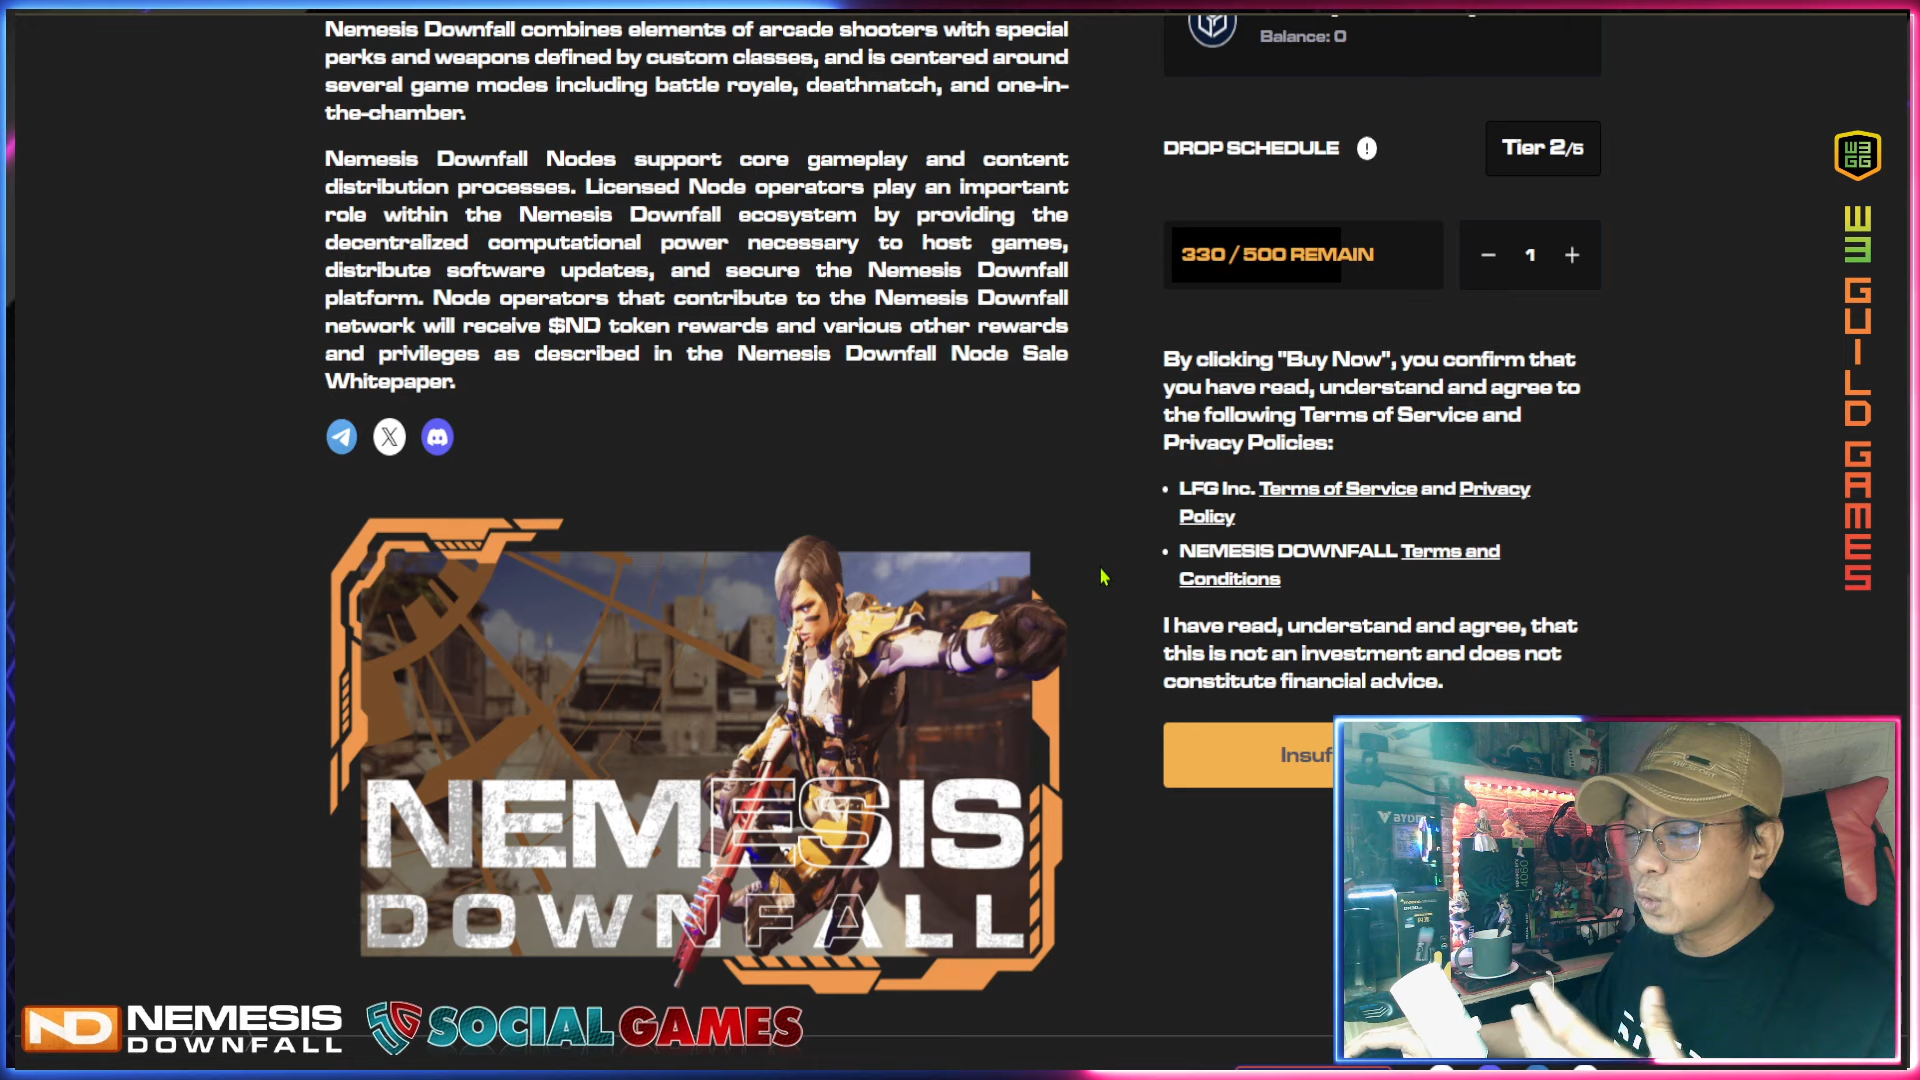 Nemesis Downfall combines elements of arcade shooters with special
perks and weapons defined by custom classes, and is centered around
several game modes including battle royale, deathmatch, and one-in-
the-chamber.
Nemesis Downfall Nodes support core gameplay and content
distribution processes. Licensed Node operators play an important
role within the Nemesis Downfall ecosystem by providing the
decentralized computational power necessary to host games,
distribute software updates, and secure the Nemesis Downfall
platform. Node operators that contribute to the Nemesis Downfall
network will receive $ND token rewards and various other rewards
and privileges as described in the Nemesis Downfall Node Sale
Whitepaper.
NEMESIS
DOWNFALL
ND NEMESIS
DOWNFALL
SG SOCIALGAMES
Balance: 0
DROP SCHEDULE !
Tier 2/5
330 / 500 REMAIN
− 1 +
By clicking "Buy Now", you confirm that
you have read, understand and agree to
the following Terms of Service and
Privacy Policies:
• LFG Inc. Terms of Service and Privacy
Policy
• NEMESIS DOWNFALL Terms and
Conditions
I have read, understand and agree, that
this is not an investment and does not
constitute financial advice.
Insuf
4060
W3
GG
W3 GUILD GAMES